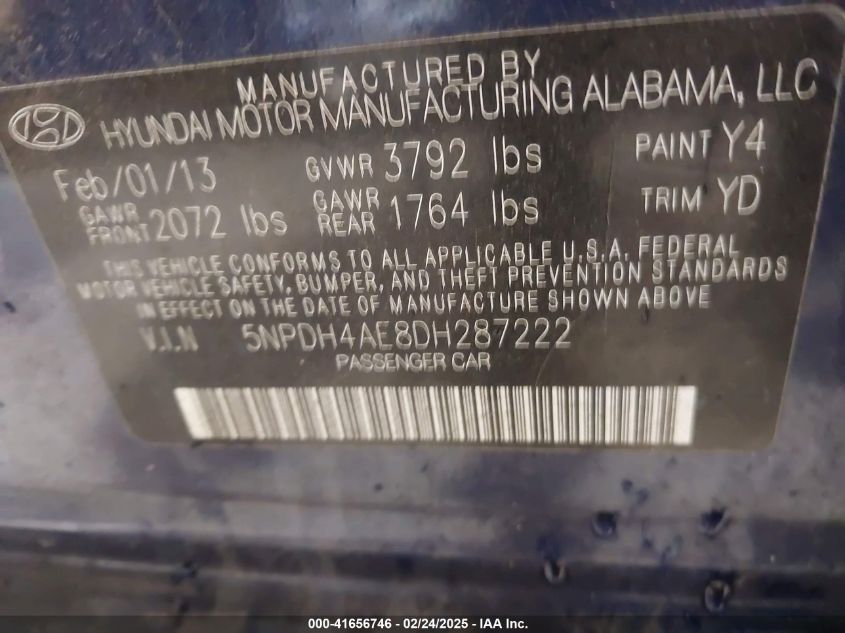 MANUFACTURED BY
HYUNDAI MOTOR MANUFACTURING ALABAMA, LLC
Feb/01/13 GVWR 3792 lbs PAINT Y4
GAWR FRONT 2072 lbs GAWR REAR 1764 lbs TRIM YD
THIS VEHICLE CONFORMS TO ALL APPLICABLE U.S.A. FEDERAL
MOTOR VEHICLE SAFETY, BUMPER, AND THEFT PREVENTION STANDARDS
IN EFFECT ON THE DATE OF MANUFACTURE SHOWN ABOVE
V.I.N 5NPDH4AE8DH287222
PASSENGER CAR
000-41656746 - 02/24/2025 - IAA Inc.